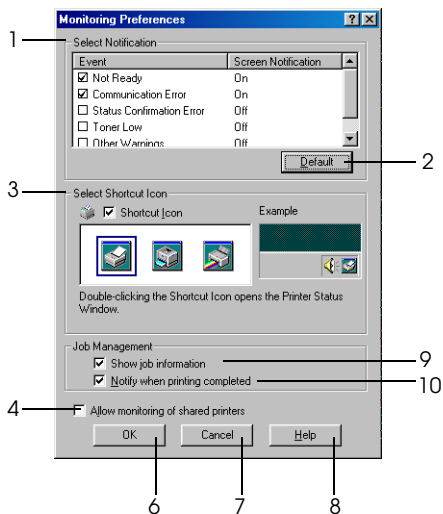 Monitoring Preferences
1
Select Notification
Event Screen Notification
Not Ready On
Communication Error On
Status Confirmation Error Off
Toner Low Off
Other Warnings Off
Default
2
3
Select Shortcut Icon
Shortcut Icon
Example
Double-clicking the Shortcut Icon opens the Printer Status
Window.
Job Management
Show job information
9
Notify when printing completed
10
4
Allow monitoring of shared printers
OK Cancel Help
6 7 8